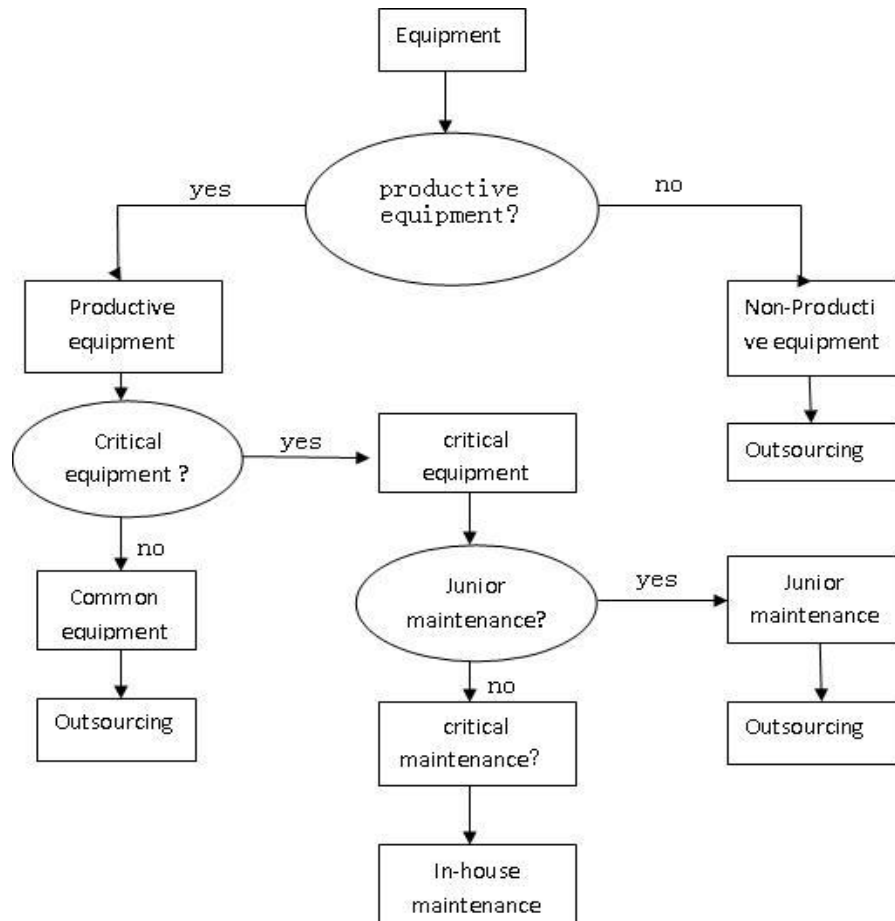 Equipment
productive
equipment?
yes
no
Productive
equipment
Non-Producti
ve equipment
Critical
equipment ?
yes
critical
equipment
Outsourcing
no
Common
equipment
Junior
maintenance?
yes
Junior
maintenance
Outsourcing
no
critical
maintenance?
Outsourcing
In-house
maintenance